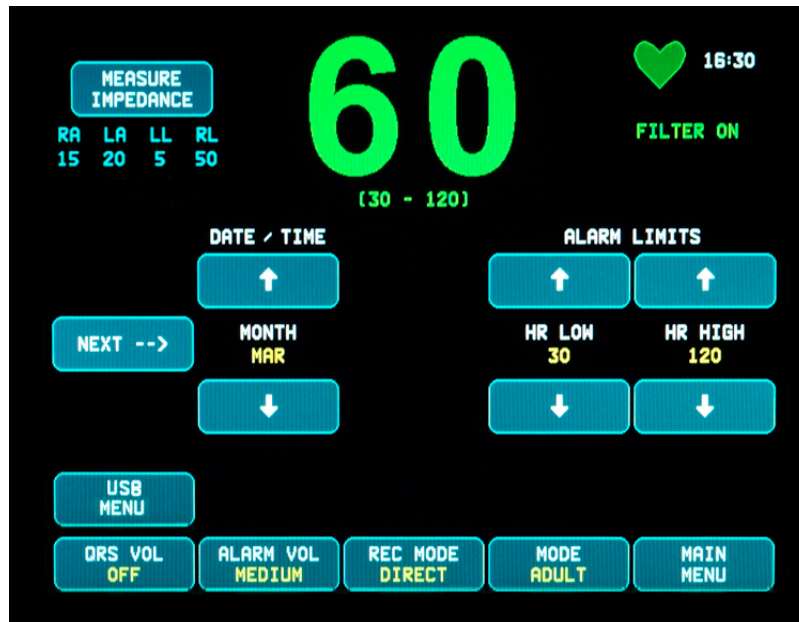 MEASURE
IMPEDANCE
RA LA LL RL
15 20 5 50
60
(30 - 120)
16:30
FILTER ON
DATE / TIME
ALARM LIMITS
NEXT -->
MONTH
MAR
HR LOW
30
HR HIGH
120
USB
MENU
QRS VOL
OFF
ALARM VOL
MEDIUM
REC MODE
DIRECT
MODE
ADULT
MAIN
MENU